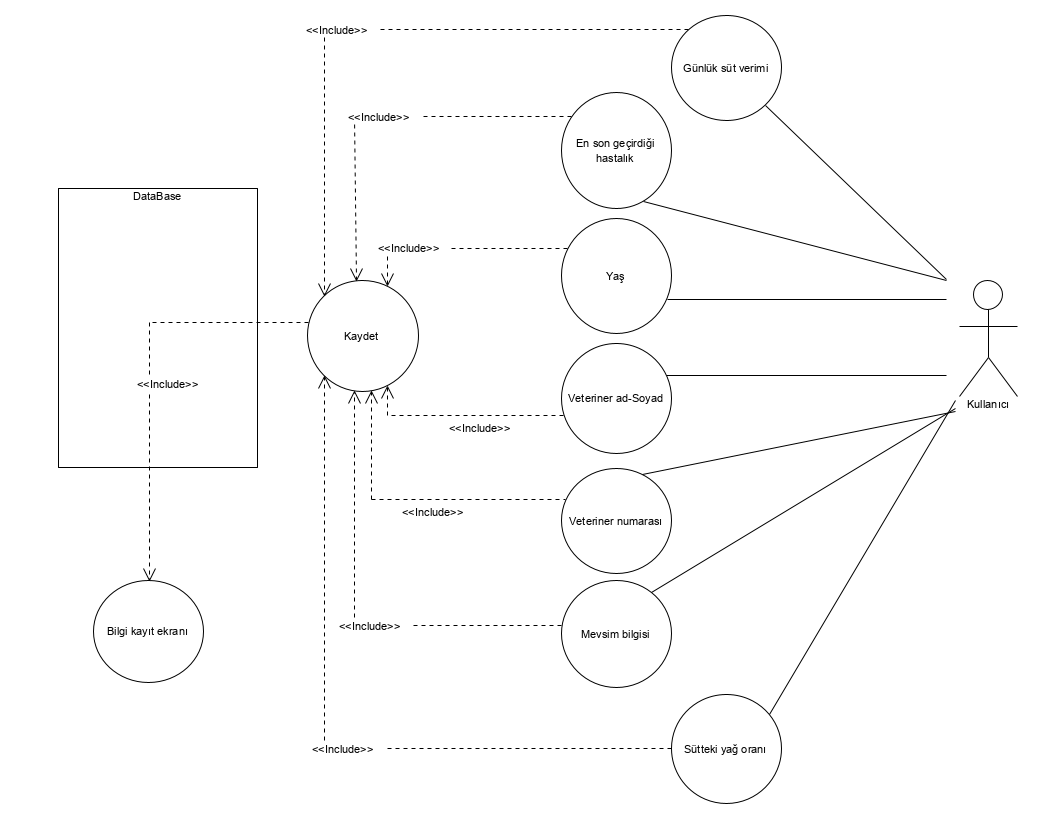 <<Include>>
Günlük süt verimi
<<Include>>
En son geçirdiği
hastalık
DataBase
<<Include>>
Yaş
Kaydet
<<Include>>
Veteriner ad-Soyad
Kullanıcı
<<Include>>
<<Include>>
Veteriner numarası
<<Include>>
Mevsim bilgisi
Bilgi kayıt ekranı
<<Include>>
Sütteki yağ oranı